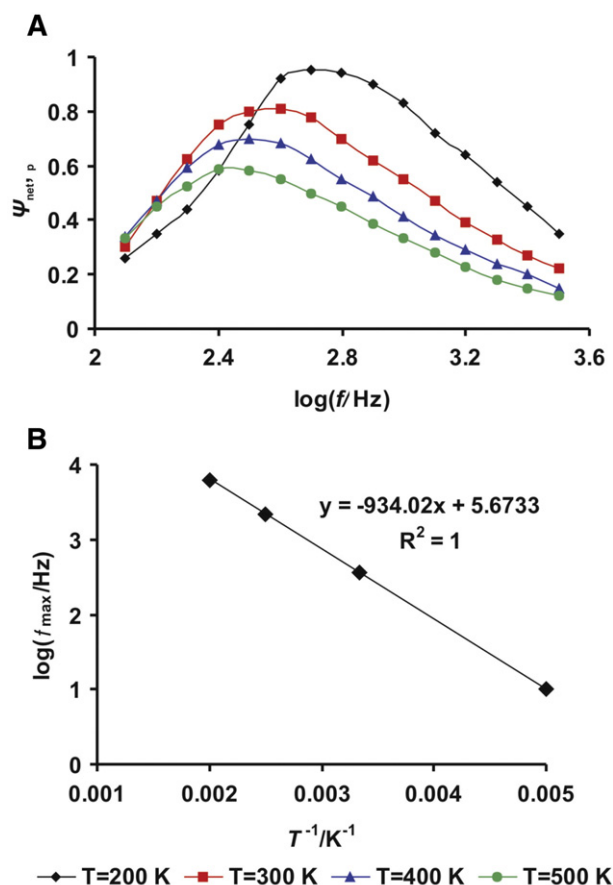 A
1
0.8
0.6
0.4
0.2
0
Ψnet, p
2 2.4 2.8 3.2 3.6
log(f/Hz)
B
4
3
2
1
0
log(f max/Hz)
y = -934.02x + 5.6733
R² = 1
0.001 0.002 0.003 0.004 0.005
T⁻¹/K⁻¹
T=200 K T=300 K T=400 K T=500 K